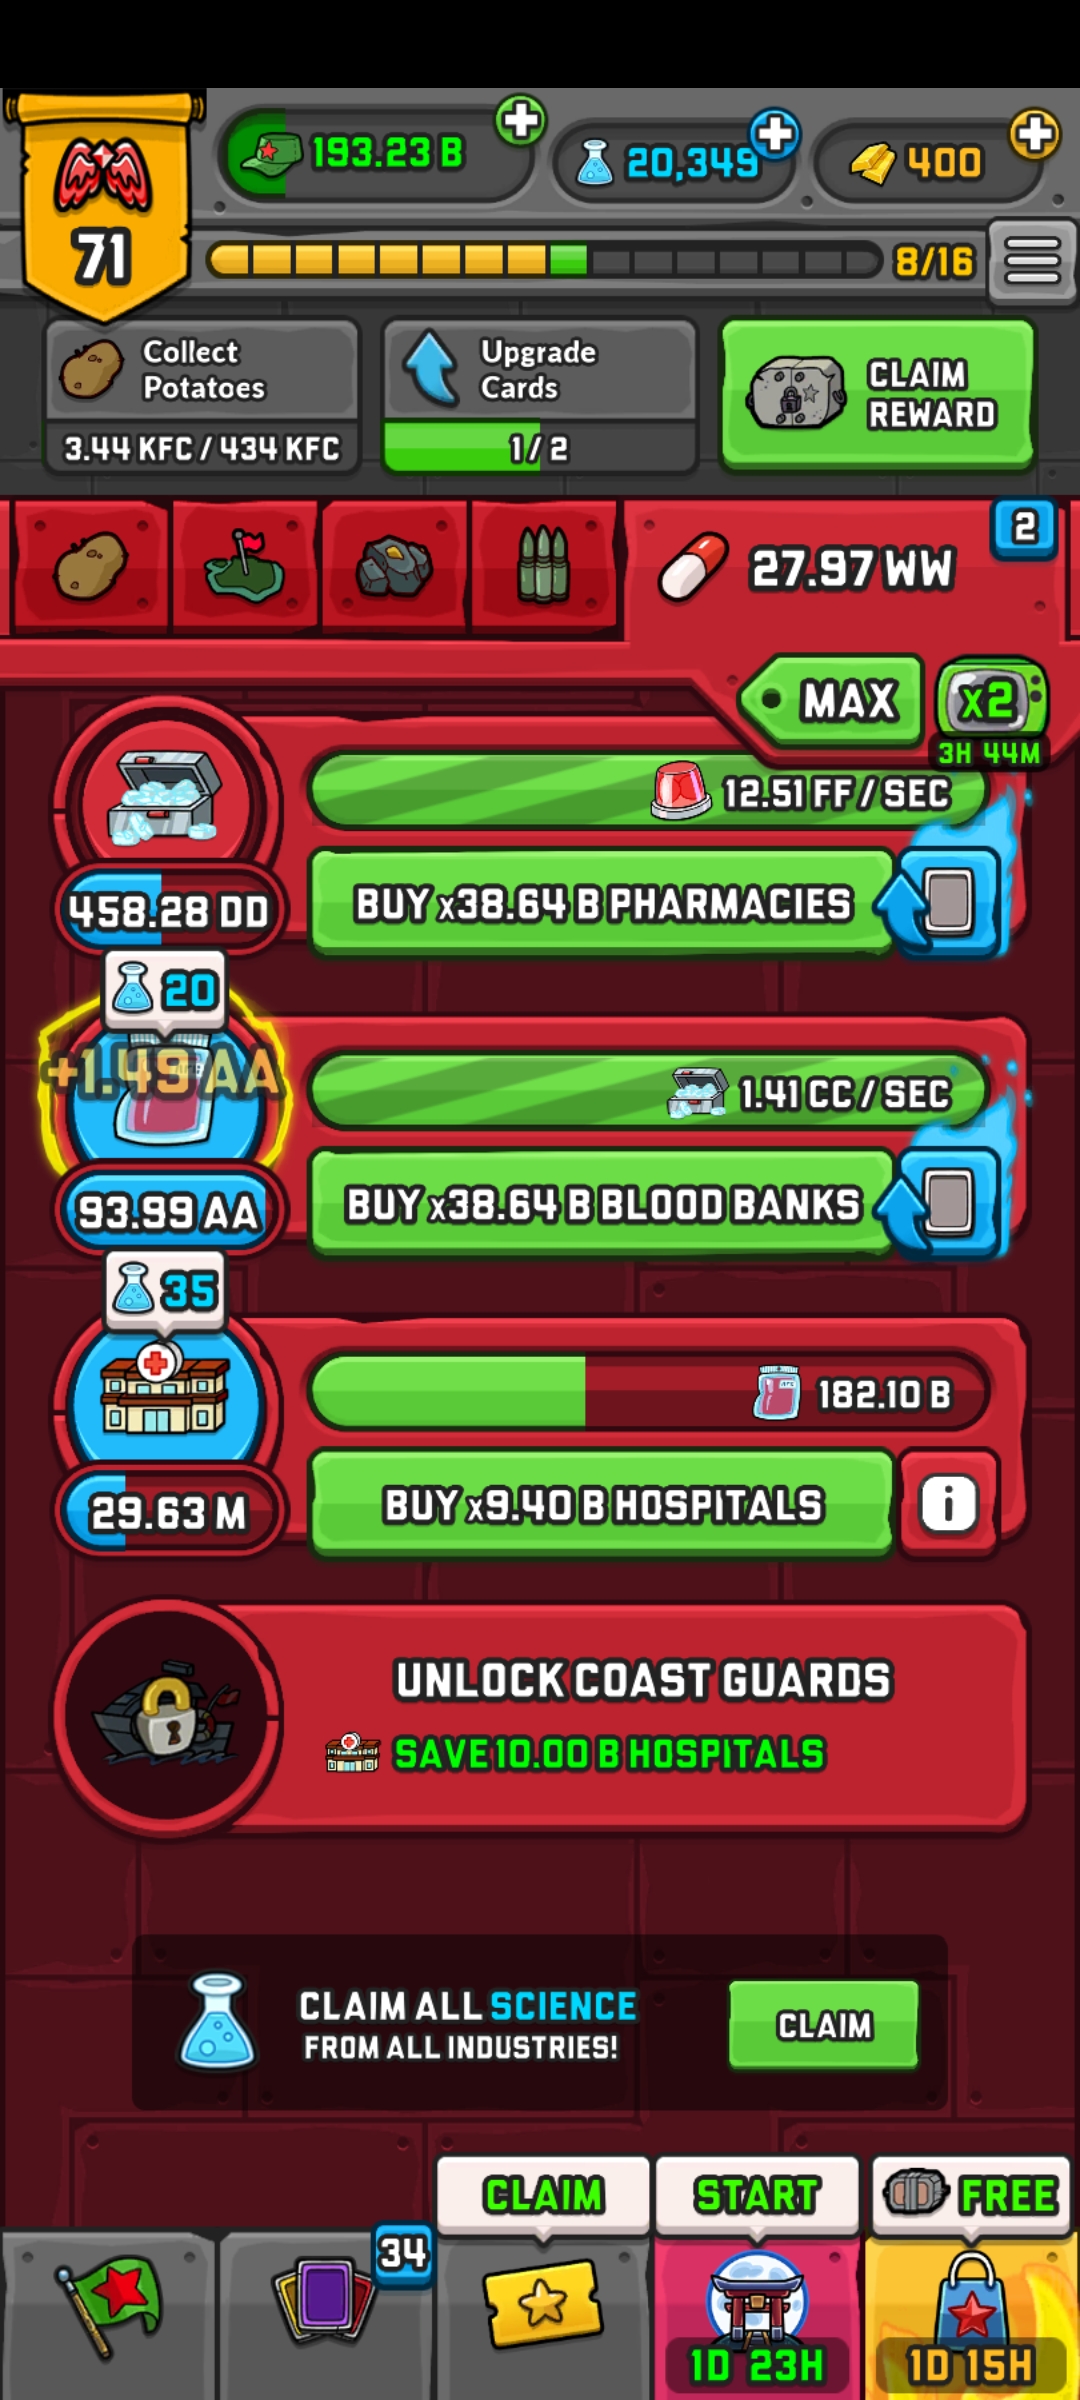 71
193.23 B
20,349
400
8/16
Collect
Potatoes
3.44 KFC / 434 KFC
Upgrade
Cards
1 / 2
CLAIM
REWARD
27.97 WW
2
MAX
x2
3H 44M
12.51 FF / SEC
BUY x38.64 B PHARMACIES
458.28 DD
20
+1.49 AA
1.41 CC / SEC
BUY x38.64 B BLOOD BANKS
93.99 AA
35
182.10 B
BUY x9.40 B HOSPITALS
i
29.63 M
UNLOCK COAST GUARDS
SAVE 10.00 B HOSPITALS
CLAIM ALL SCIENCE
FROM ALL INDUSTRIES!
CLAIM
CLAIM
START
FREE
34
1D 23H
1D 15H